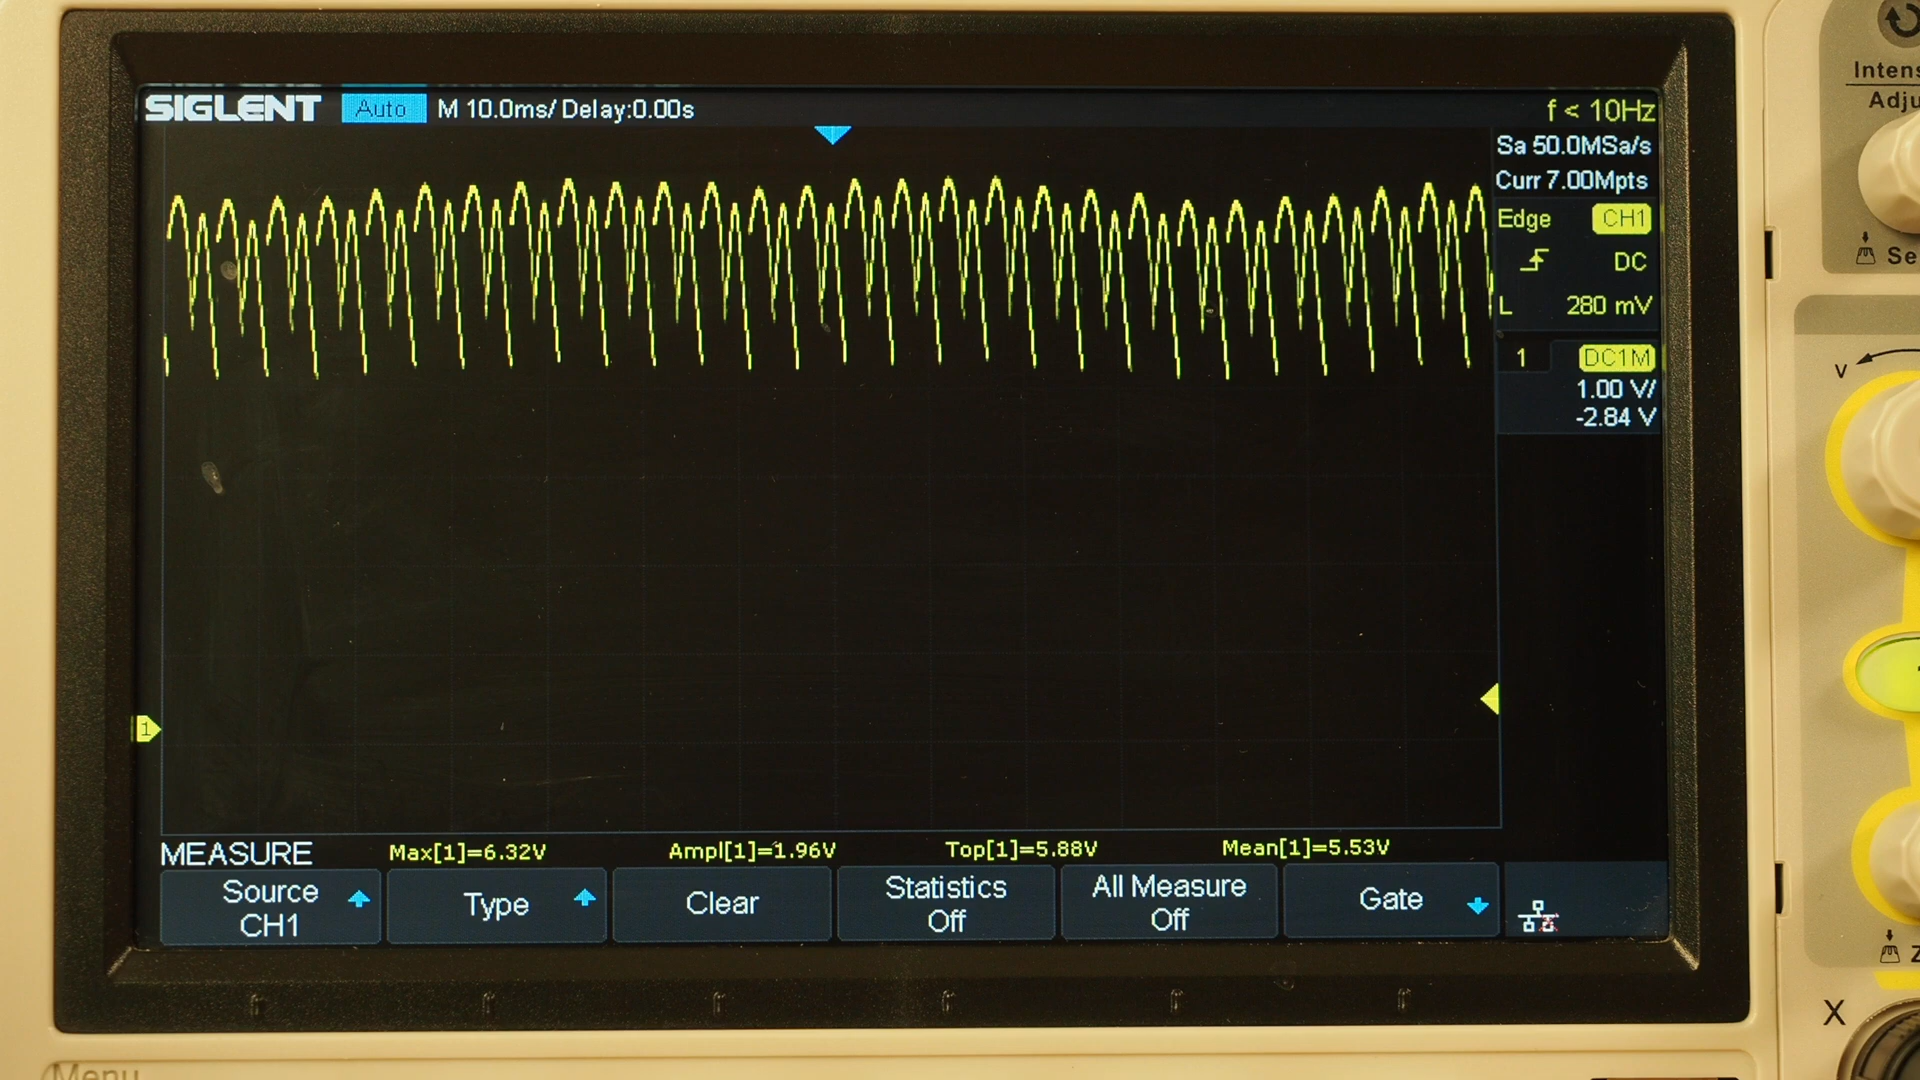 SIGLENT Auto M 10.0ms/ Delay:0.00s f < 10Hz
Sa 50.0MSa/s
Curr 7.00Mpts
Edge CH1
DC
L 280 mV
1 DC1M
1.00 V/
-2.84 V
1
MEASURE Max[1]=6.32V Ampl[1]=1.96V Top[1]=5.88V Mean[1]=5.53V
Source
CH1
Type
Clear
Statistics
Off
All Measure
Off
Gate
Intens
Adju
Se
V
Z
X
Menu